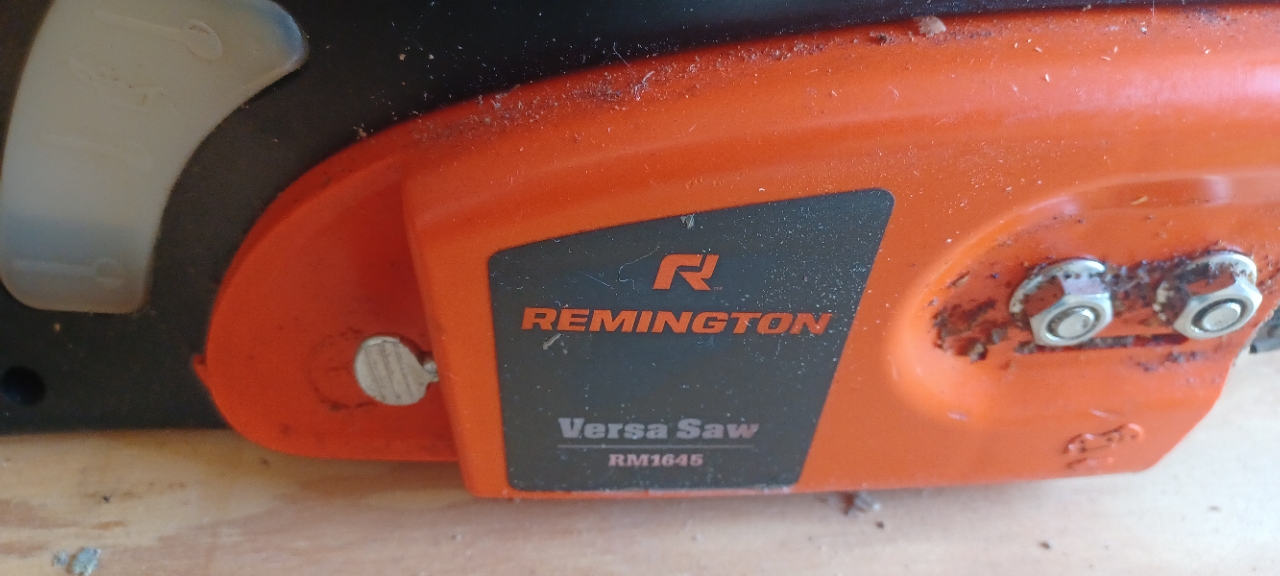 REMINGTON
Versa Saw
RM1645